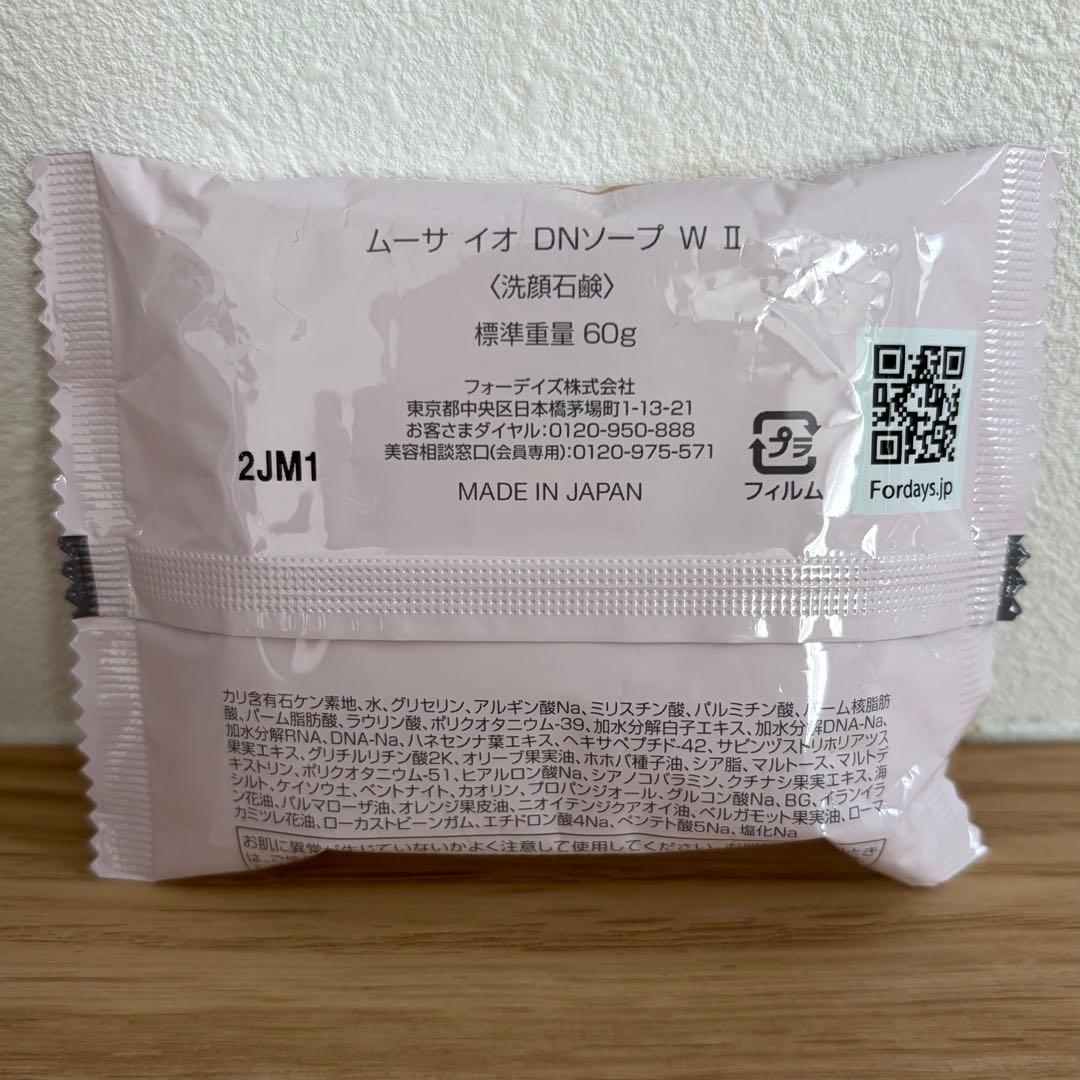 ムーサ イオ DNソープ W Ⅱ
〈洗顔石鹸〉
標準重量 60g
フォーデイズ株式会社
東京都中央区日本橋茅場町1-13-21
お客さまダイヤル:0120-950-888
美容相談窓口(会員専用):0120-975-571
MADE IN JAPAN
2JM1
プラ
フィルム
Fordays.jp
カリ含有石ケン素地、水、グリセリン、アルギン酸Na、ミリスチン酸、パルミチン酸、パーム核脂肪
酸、パーム脂肪酸、ラウリン酸、ポリクオタニウム-39、加水分解白子エキス、加水分解DNA-Na、
加水分解RNA、DNA-Na、ハネセンナ葉エキス、ヘキサペプチド-42、サピンヅストリホリアツス
果実エキス、グリチルリチン酸2K、オリーブ果実油、ホホバ種子油、シア脂、マルトース、マルトデ
キストリン、ポリクオタニウム-51、ヒアルロン酸Na、シアノコバラミン、クチナシ果実エキス、海
シルト、ケイソウ土、ベントナイト、カオリン、プロパンジオール、グルコン酸Na、BG、イランイラ
ン花油、パルマローザ油、オレンジ果皮油、ニオイテンジクアオイ油、ベルガモット果実油、ローマ
カミツレ花油、ローカストビーンガム、エチドロン酸4Na、ペンテト酸5Na、塩化Na
お肌に異常が生じていないかよく注意して使用してください。